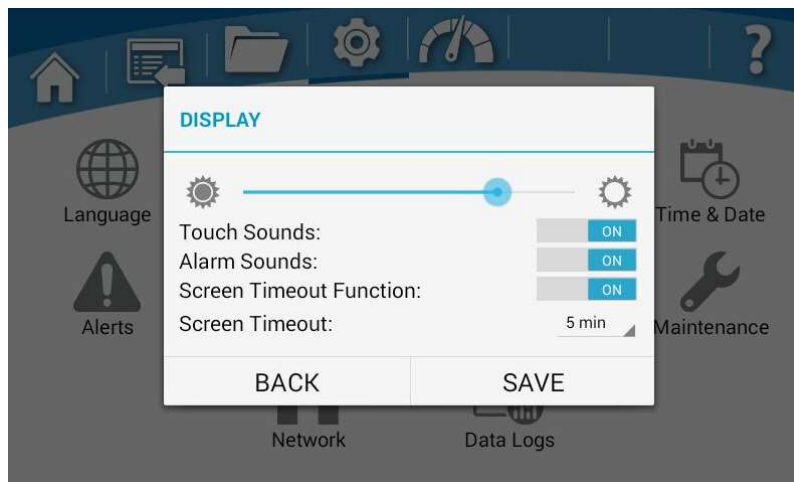 ?
DISPLAY
Language
Time & Date
Touch Sounds:
ON
Alarm Sounds:
ON
Screen Timeout Function:
ON
Screen Timeout:
5 min
Alerts
Maintenance
BACK
SAVE
Network
Data Logs